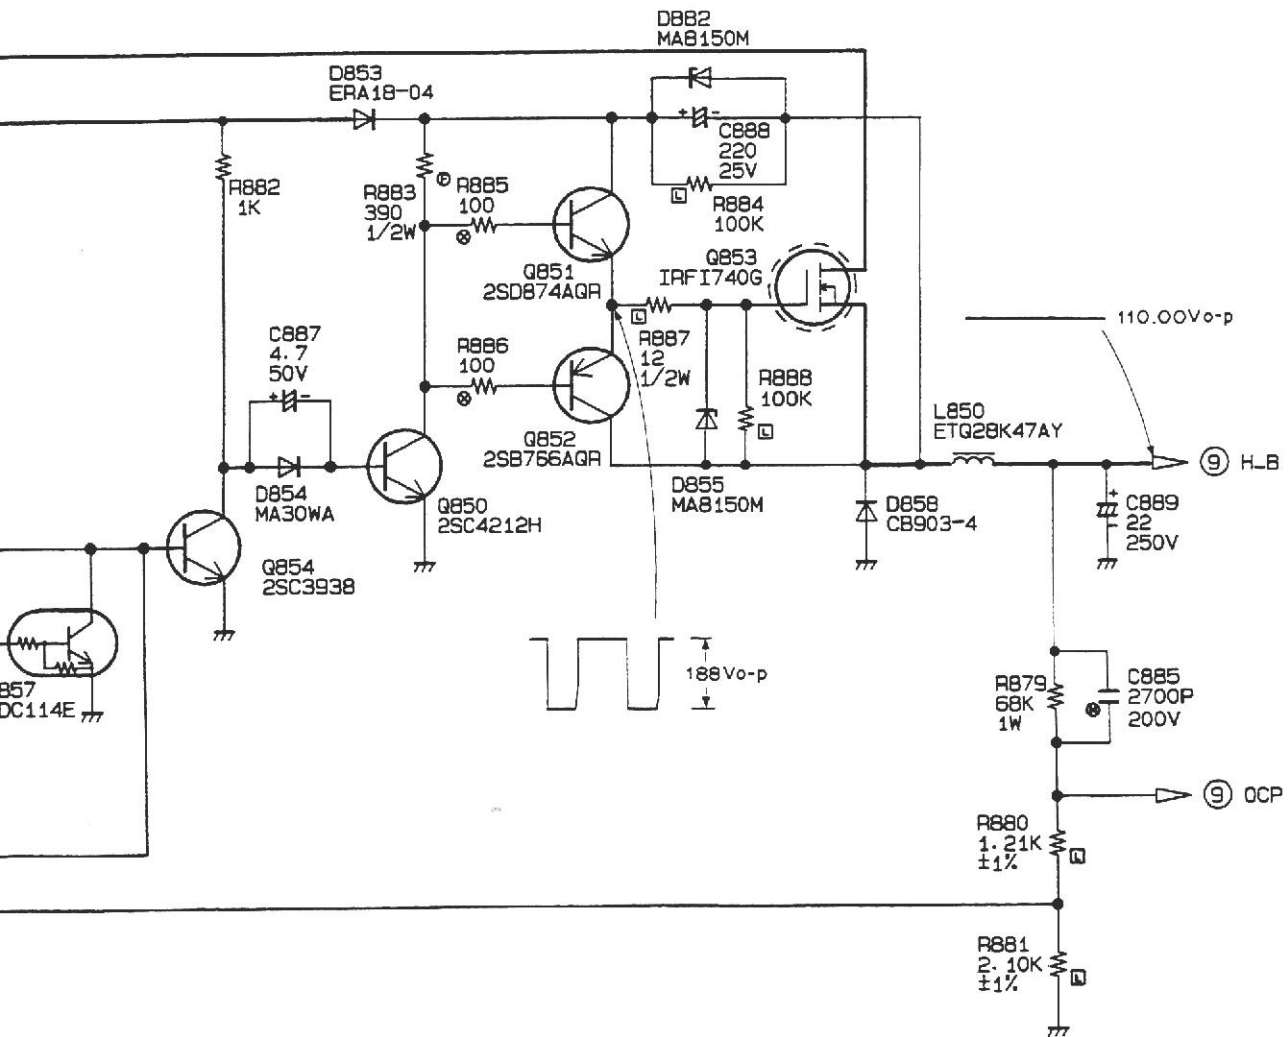 D882
MA8150M
D853
ERA18-04
C888
220
25V
R882
1K
R883
390
1/2W
R885
100
R884
100K
Q851
2SD874AQR
Q853
IRFI740G
110.00Vo-p
C887
4.7
50V
R886
100
R887
12
1/2W
R888
100K
L850
ETQ28K47AY
Q852
2SB766AQR
9 H_B
D854
MA30WA
Q850
2SC4212H
D855
MA8150M
D858
CB903-4
C889
22
250V
Q854
2SC3938
857
DC114E
188Vo-p
R879
68K
1W
C885
2700P
200V
9 OCP
R880
1.21K
±1%
R881
2.10K
±1%